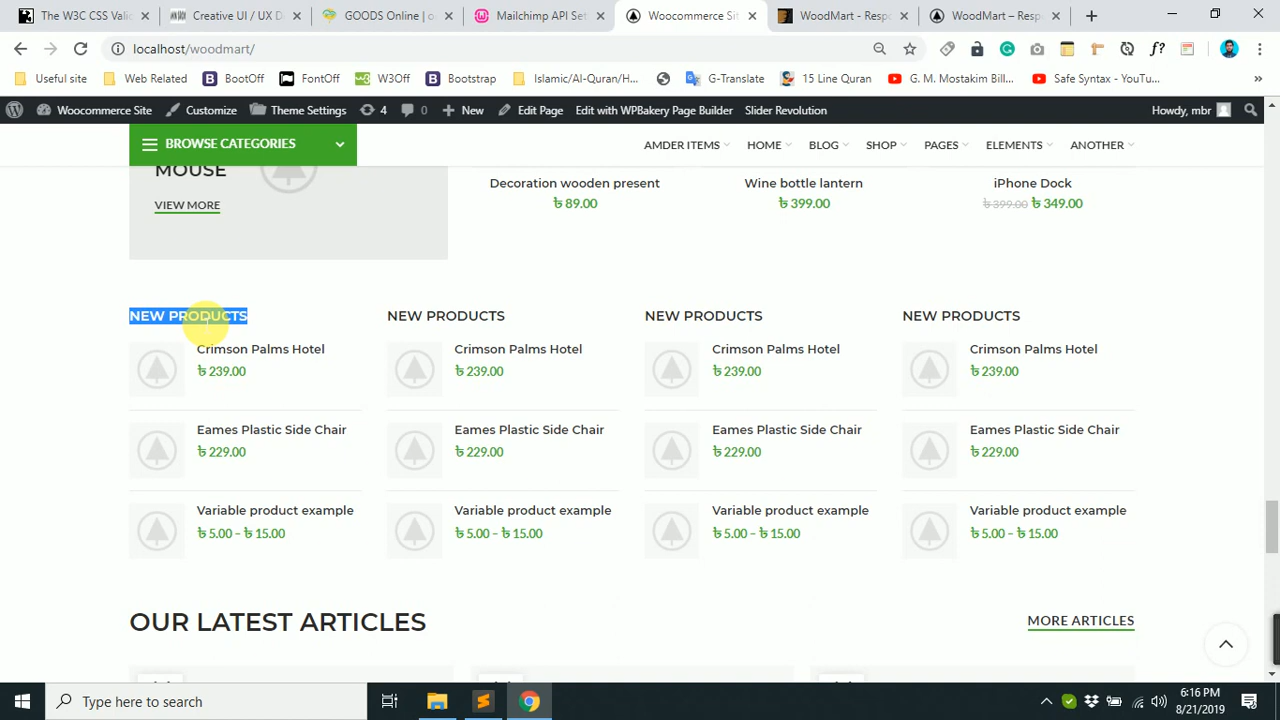 The W3C CSS Vali
Creative UI / UX D
GOODS Online | o
Mailchimp API Set
Woocommerce Sit
WoodMart - Respo
WoodMart – Resp
localhost/woodmart/
f?
Useful site
Web Related
BootOff
FontOff
W3Off
Bootstrap
Islamic/Al-Quran/H...
G-Translate
15 Line Quran
G. M. Mostakim Bill...
Safe Syntax - YouTu...
»
Woocommerce Site
Customize
Theme Settings
4
0
New
Edit Page
Edit with WPBakery Page Builder
Slider Revolution
Howdy, mbr
BROWSE CATEGORIES
AMDER ITEMS
HOME
BLOG
SHOP
PAGES
ELEMENTS
ANOTHER
MOUSE
VIEW MORE
Decoration wooden present
৳ 89.00
Wine bottle lantern
৳ 399.00
iPhone Dock
৳ 399.00 ৳ 349.00
NEW PRODUCTS
Crimson Palms Hotel
৳ 239.00
Eames Plastic Side Chair
৳ 229.00
Variable product example
৳ 5.00 – ৳ 15.00
NEW PRODUCTS
Crimson Palms Hotel
৳ 239.00
Eames Plastic Side Chair
৳ 229.00
Variable product example
৳ 5.00 – ৳ 15.00
NEW PRODUCTS
Crimson Palms Hotel
৳ 239.00
Eames Plastic Side Chair
৳ 229.00
Variable product example
৳ 5.00 – ৳ 15.00
NEW PRODUCTS
Crimson Palms Hotel
৳ 239.00
Eames Plastic Side Chair
৳ 229.00
Variable product example
৳ 5.00 – ৳ 15.00
OUR LATEST ARTICLES
MORE ARTICLES
Type here to search
6:16 PM
8/21/2019